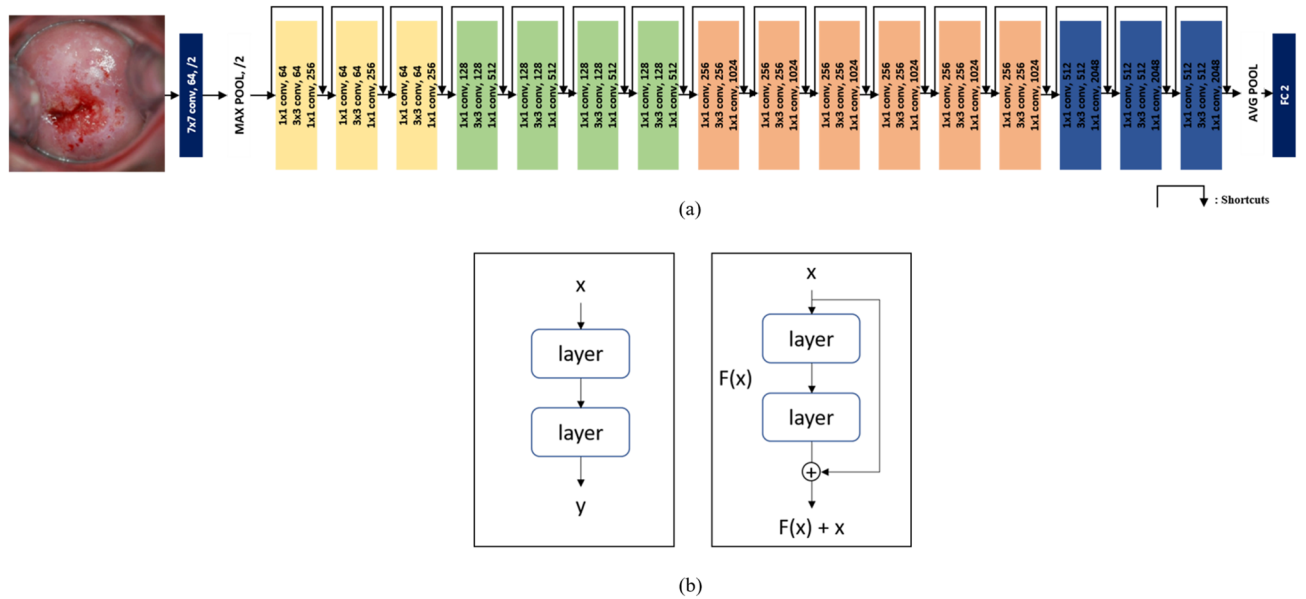 7x7 conv, 64, /2
MAX POOL, /2
1x1 conv, 64
3x3 conv, 64
1x1 conv, 256
1x1 conv, 64
3x3 conv, 64
1x1 conv, 256
1x1 conv, 64
3x3 conv, 64
1x1 conv, 256
1x1 conv, 128
3x3 conv, 128
1x1 conv, 512
1x1 conv, 128
3x3 conv, 128
1x1 conv, 512
1x1 conv, 128
3x3 conv, 128
1x1 conv, 512
1x1 conv, 128
3x3 conv, 128
1x1 conv, 512
1x1 conv, 256
3x3 conv, 256
1x1 conv, 1024
1x1 conv, 256
3x3 conv, 256
1x1 conv, 1024
1x1 conv, 256
3x3 conv, 256
1x1 conv, 1024
1x1 conv, 256
3x3 conv, 256
1x1 conv, 1024
1x1 conv, 256
3x3 conv, 256
1x1 conv, 1024
1x1 conv, 256
3x3 conv, 256
1x1 conv, 1024
1x1 conv, 512
3x3 conv, 512
1x1 conv, 2048
1x1 conv, 512
3x3 conv, 512
1x1 conv, 2048
1x1 conv, 512
3x3 conv, 512
1x1 conv, 2048
AVG POOL
FC 2
: Shortcuts
(a)
x
layer
layer
y
x
layer
F(x)
layer
+
F(x) + x
(b)